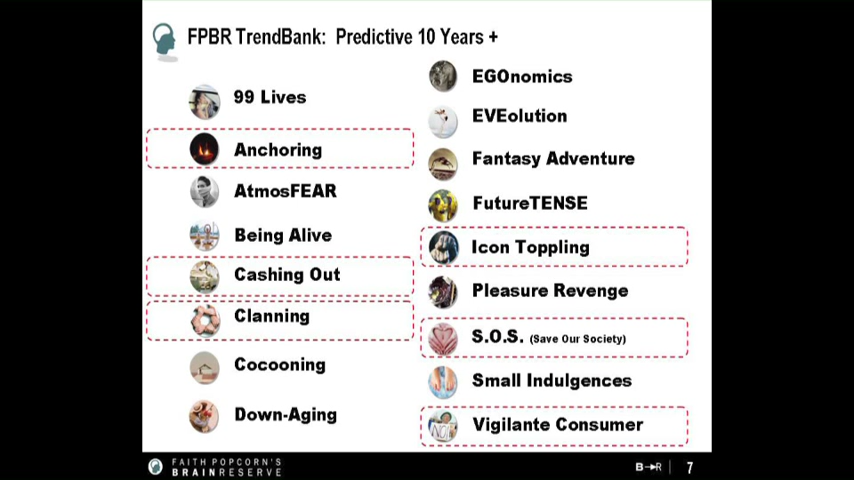 FPBR TrendBank: Predictive 10 Years +
99 Lives
Anchoring
AtmosFEAR
Being Alive
Cashing Out
Clanning
Cocooning
Down-Aging
EGOnomics
EVEolution
Fantasy Adventure
FutureTENSE
Icon Toppling
Pleasure Revenge
S.O.S. (Save Our Society)
Small Indulgences
NO!
Vigilante Consumer
FAITH POPCORN'S
BRAINRESERVE
B→R | 7